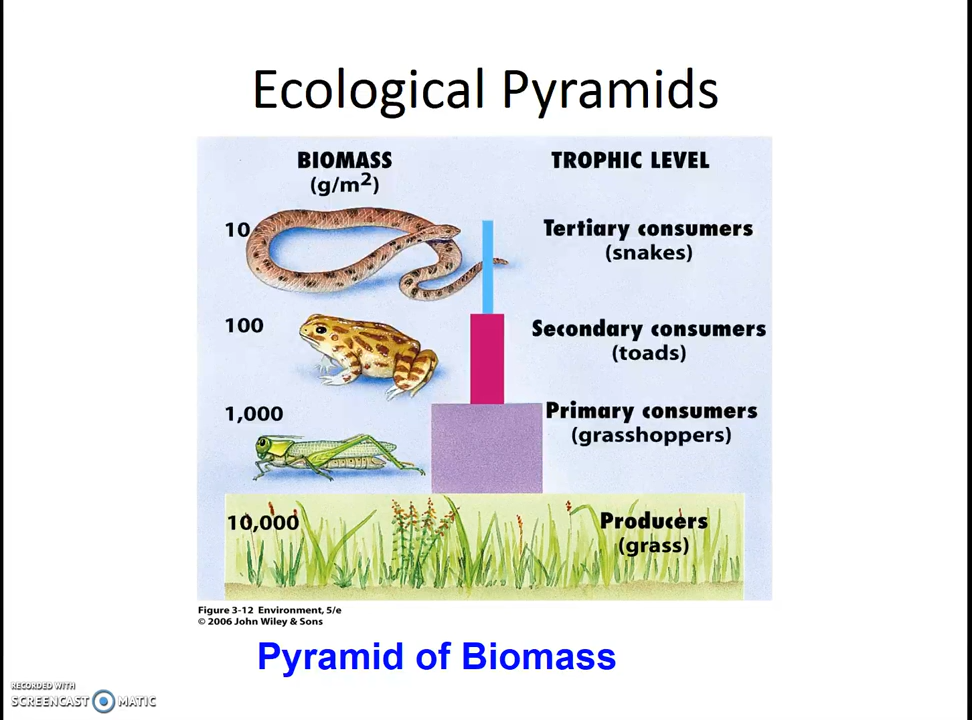 Ecological Pyramids
BIOMASS
(g/m2)
TROPHIC LEVEL
10
Tertiary consumers
(snakes)
100
Secondary consumers
(toads)
1,000
Primary consumers
(grasshoppers)
10,000
Producers
(grass)
Figure 3-12 Environment, 5/e
© 2006 John Wiley & Sons
Pyramid of Biomass
RECORDED WITH
SCREENCAST MATIC